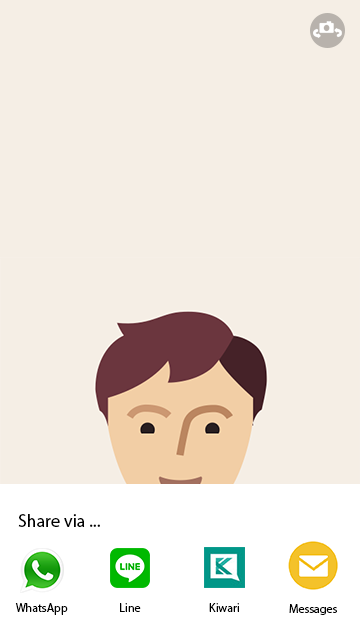 Share via ...
LINE
WhatsApp
Line
Kiwari
Messages